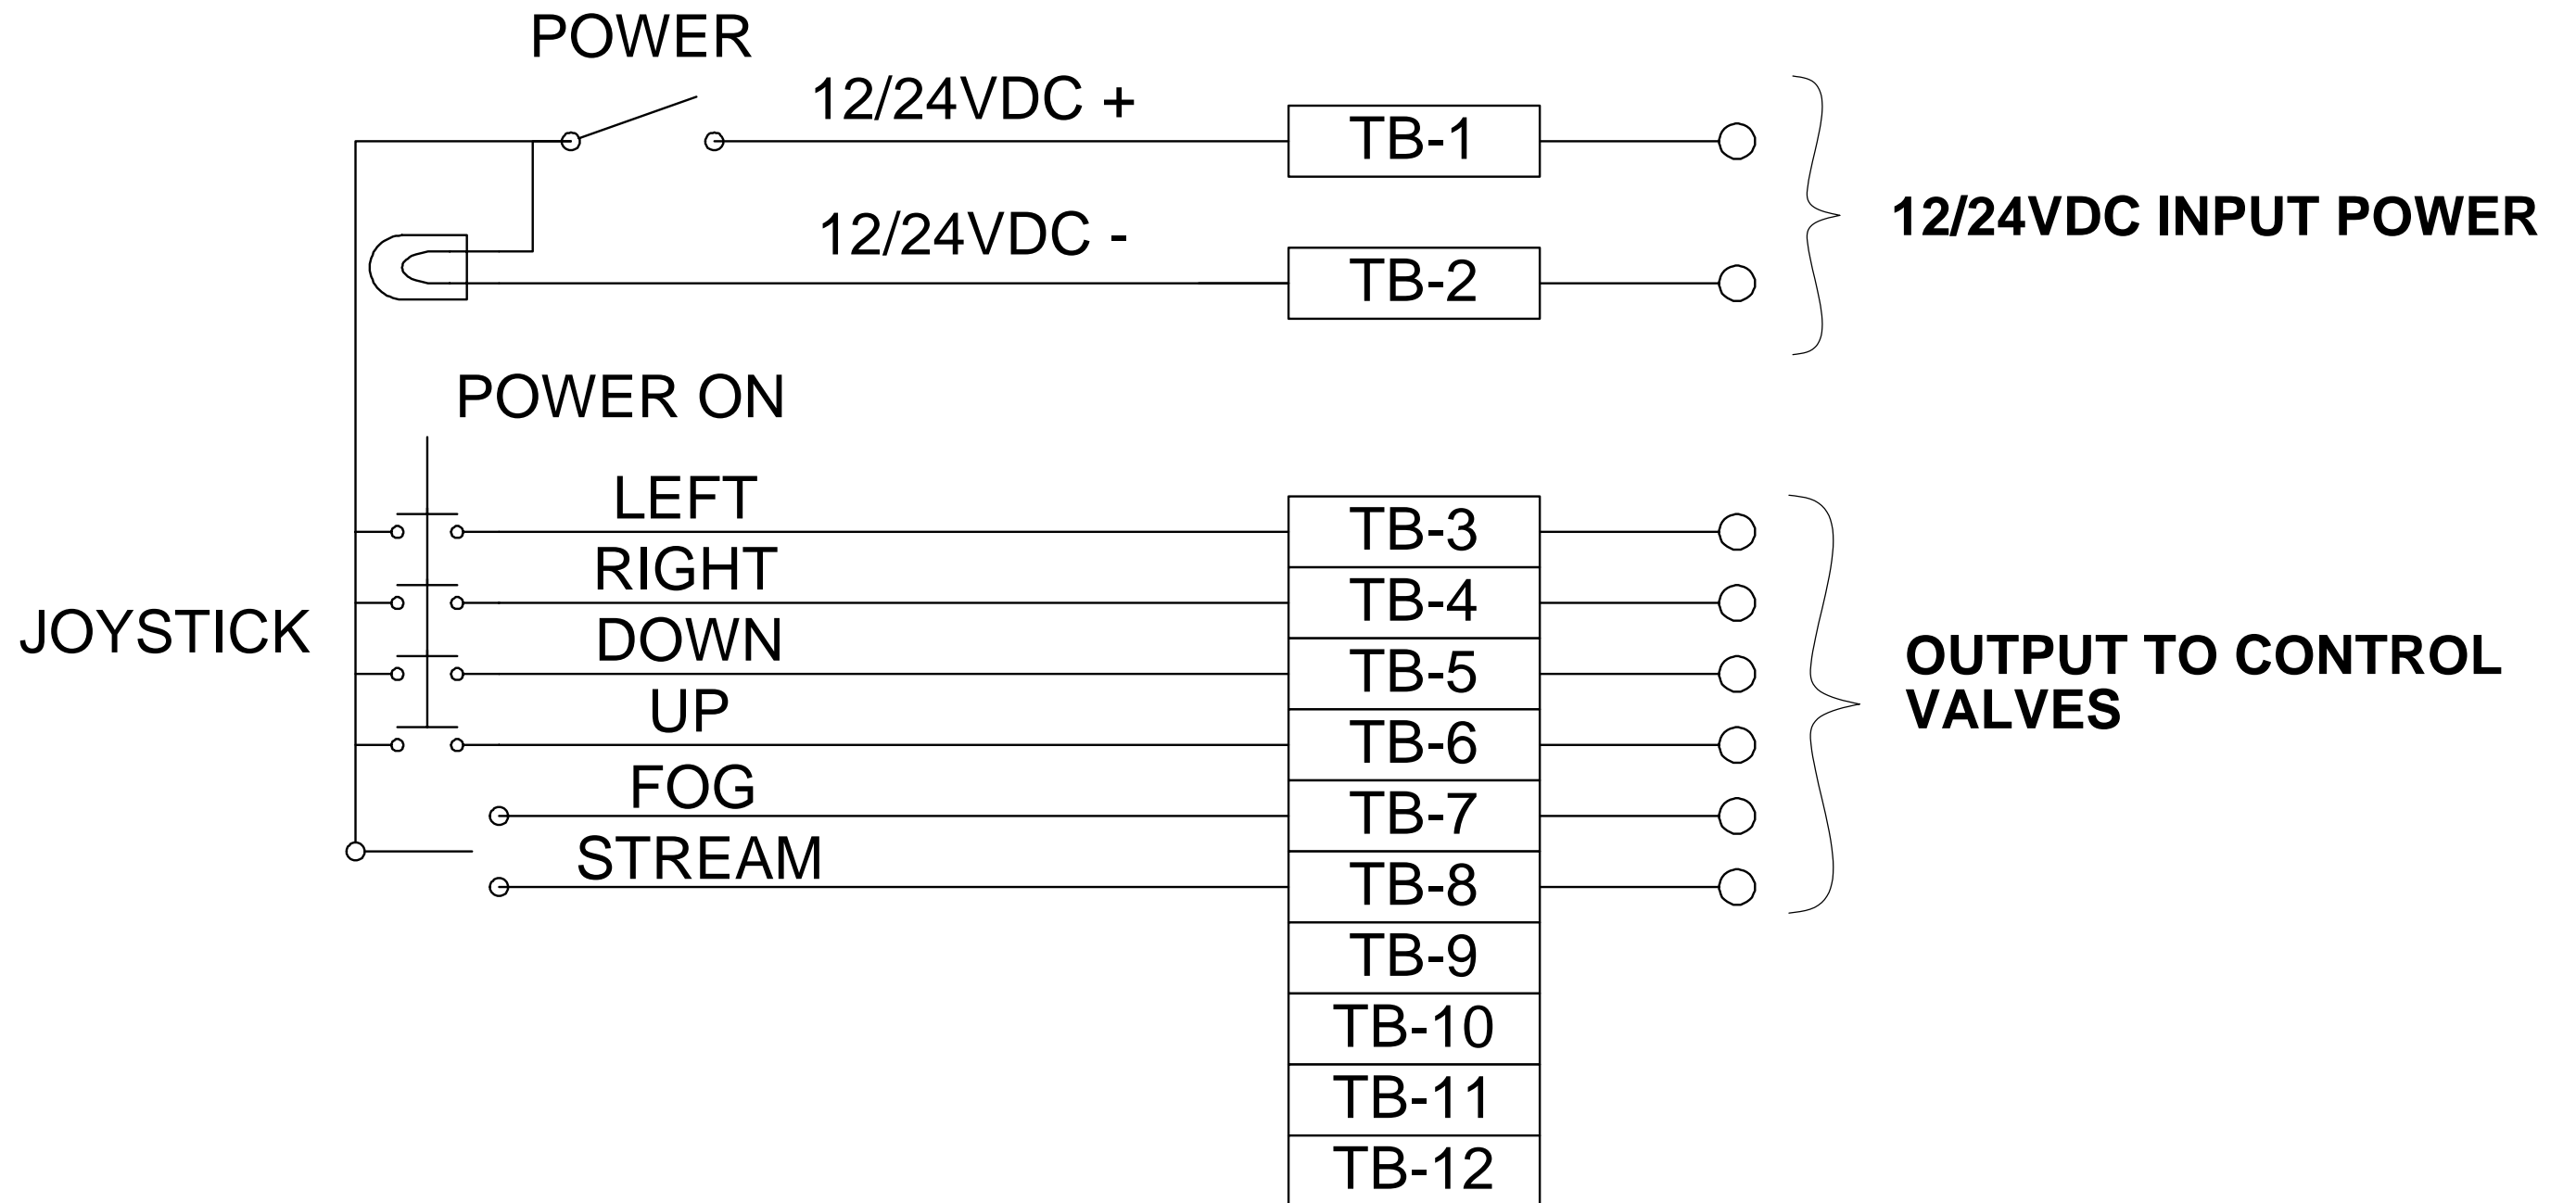 POWER
12/24VDC +
TB-1
12/24VDC -
TB-2
12/24VDC INPUT POWER
POWER ON
LEFT
TB-3
RIGHT
TB-4
JOYSTICK
DOWN
TB-5
OUTPUT TO CONTROL
VALVES
UP
TB-6
FOG
TB-7
STREAM
TB-8
TB-9
TB-10
TB-11
TB-12